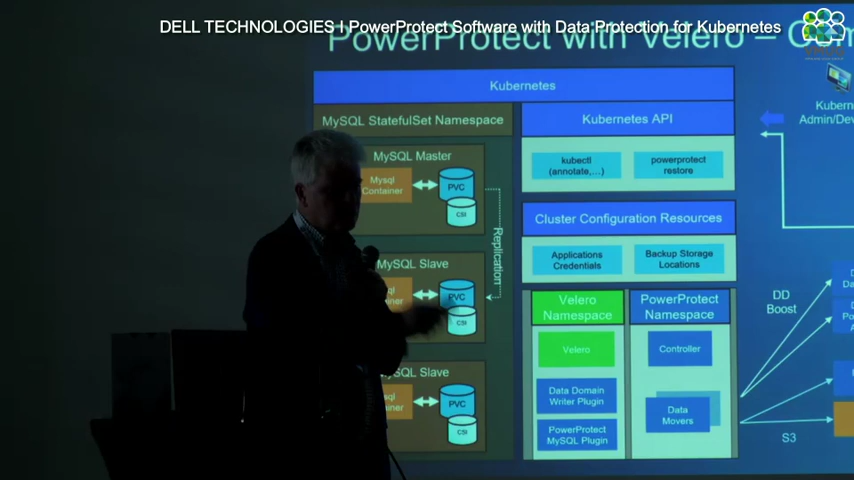 DELL TECHNOLOGIES I PowerProtect Software with Data Protection for Kubernetes
PowerProtect with Velero –
Kubernetes
MySQL StatefulSet Namespace
MySQL Master
Mysql
Container
PVC
CSI
Replication
MySQL Slave
PVC
CSI
MySQL Slave
PVC
CSI
Kubernetes API
kubectl
(annotate,...)
powerprotect
restore
Cluster Configuration Resources
Applications
Credentials
Backup Storage
Locations
Velero
Namespace
Velero
Data Domain
Writer Plugin
PowerProtect
MySQL Plugin
PowerProtect
Namespace
Controller
Data
Movers
DD
Boost
S3
Admin/Dev